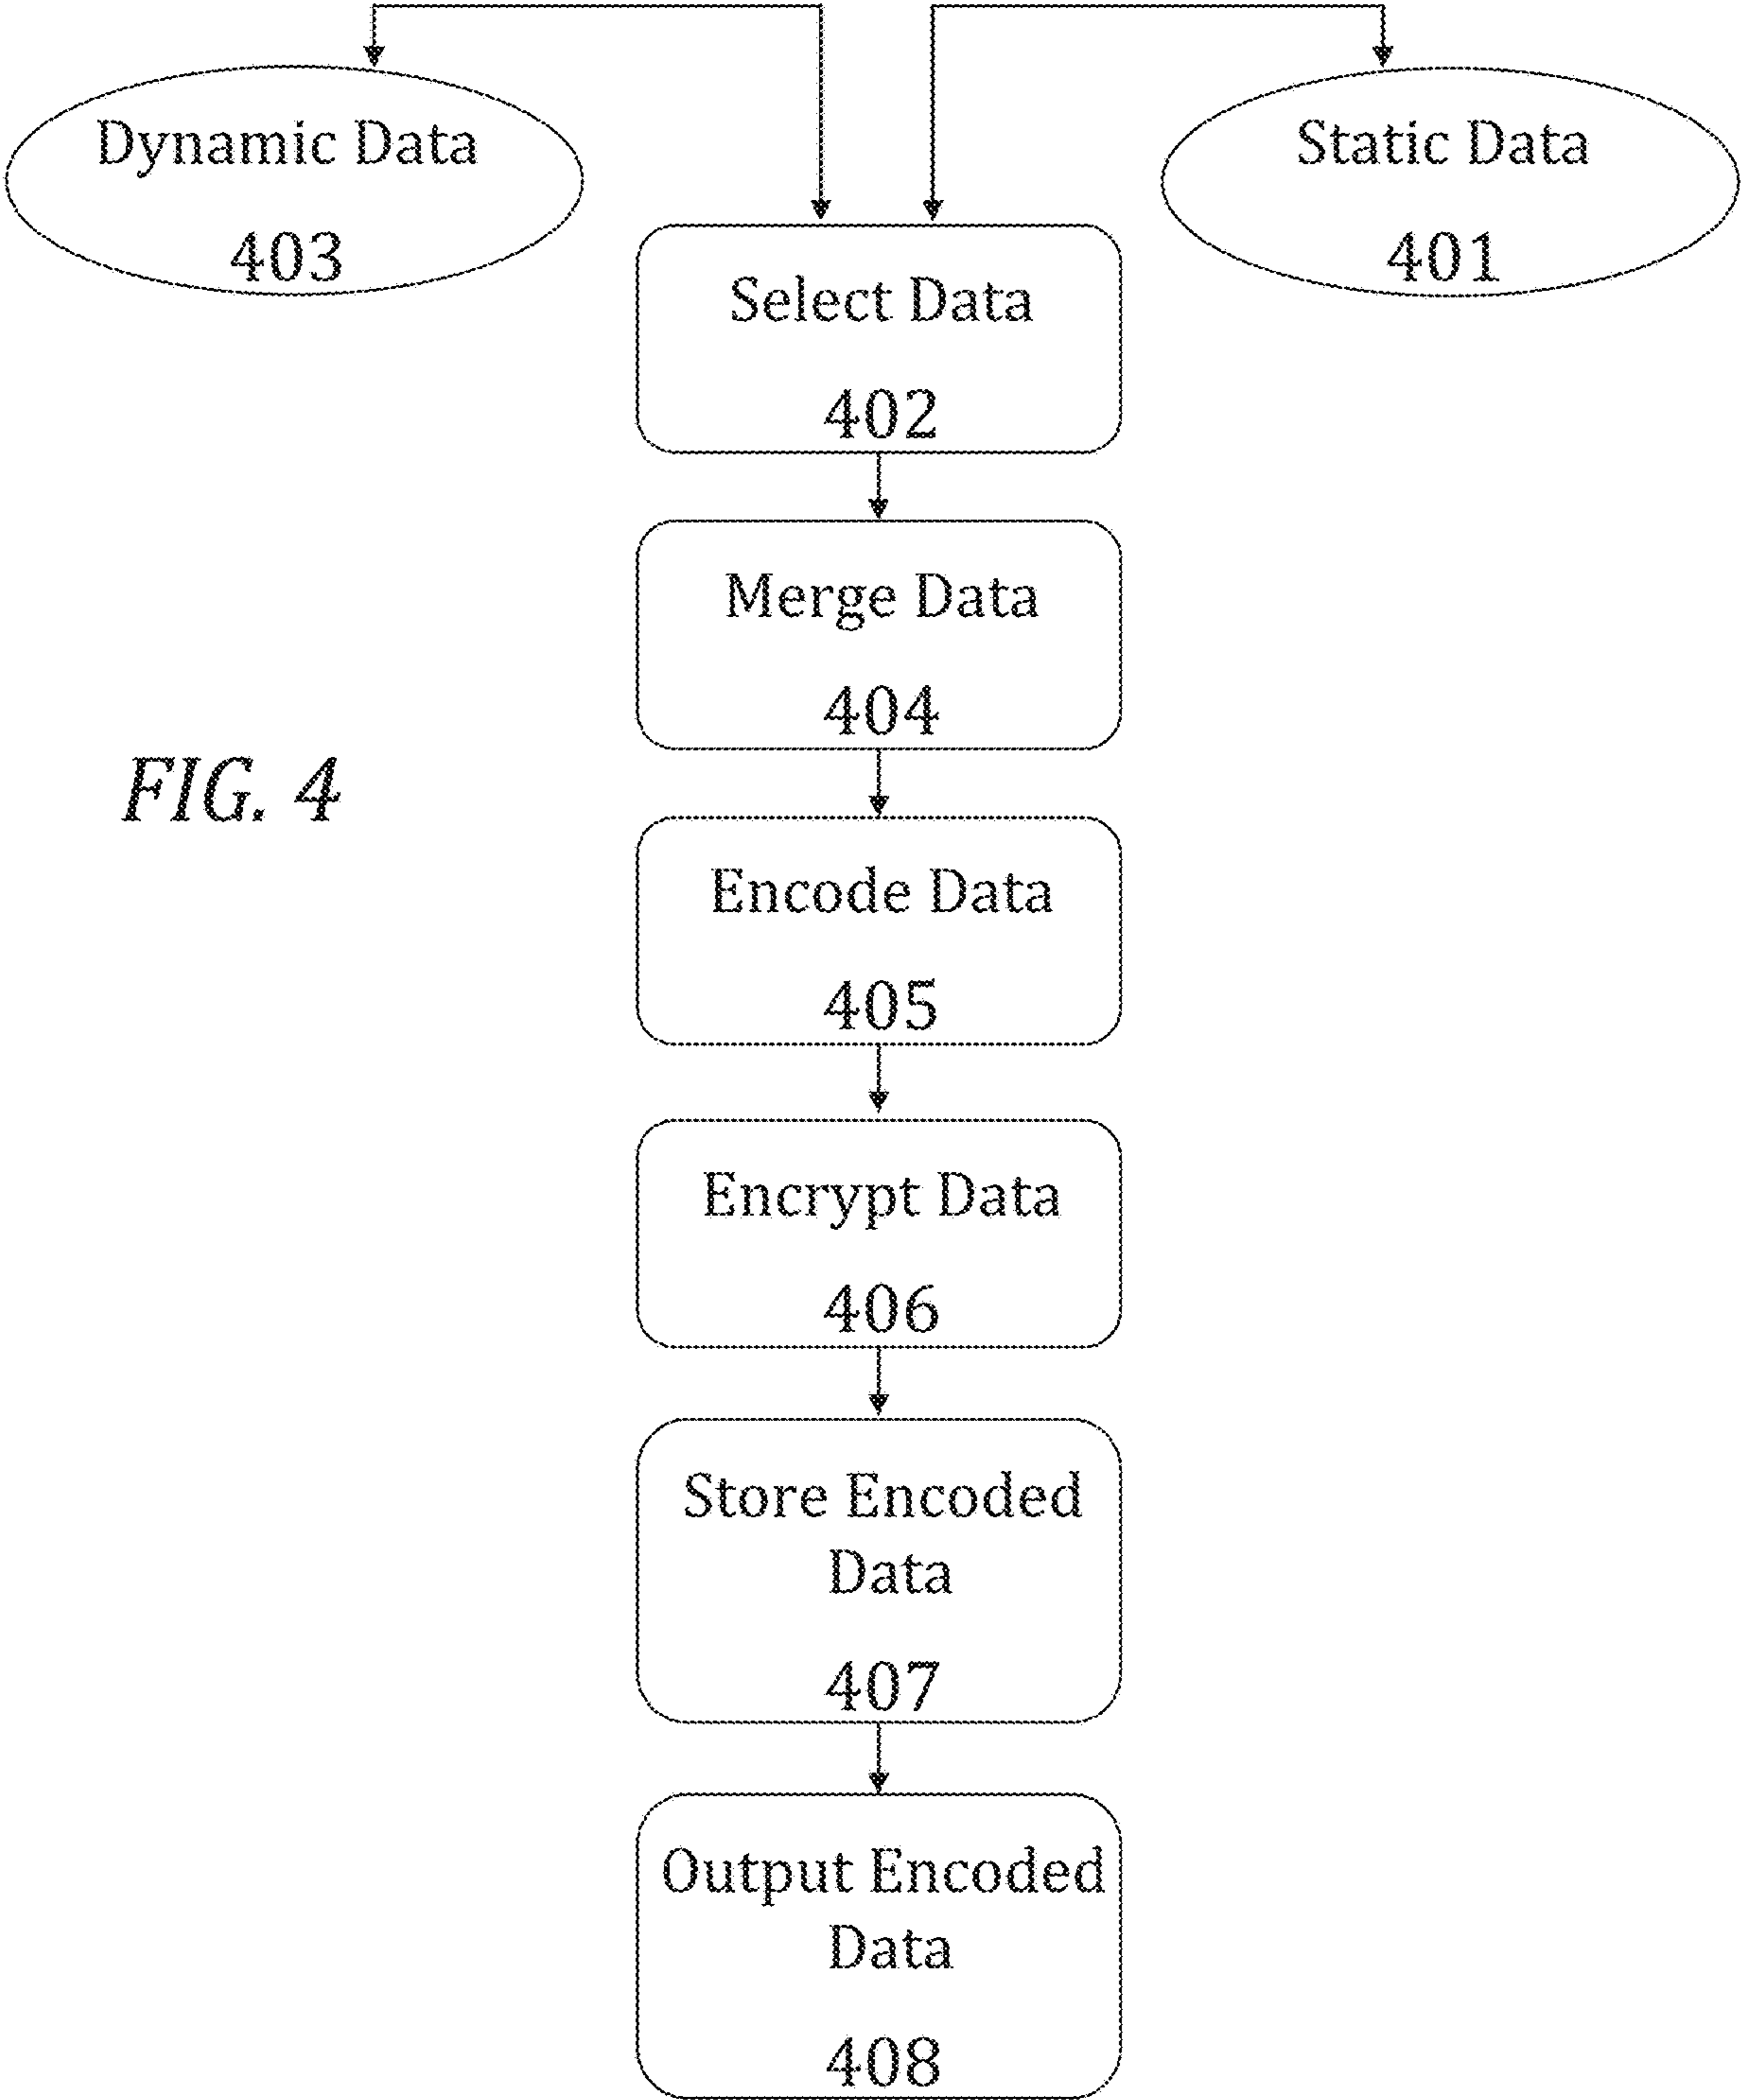 Dynamic Data
403
Static Data
401
Select Data
402
Merge Data
404
FIG. 4
Encode Data
405
Encrypt Data
406
Store Encoded
Data
407
Output Encoded
Data
408